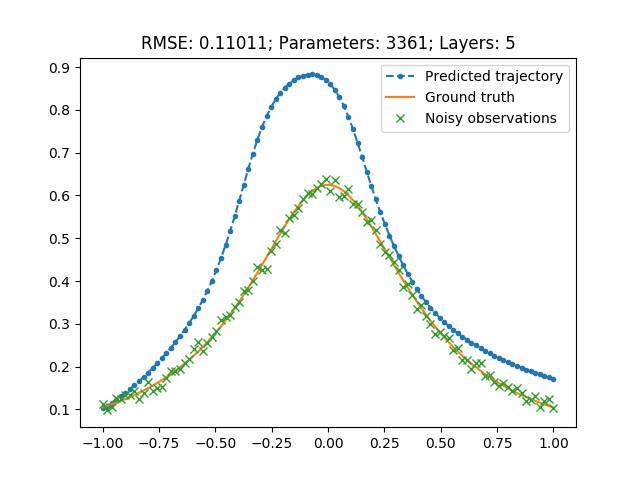 RMSE: 0.11011; Parameters: 3361; Layers: 5
Predicted trajectory
Ground truth
Noisy observations
0.9
0.8
0.7
0.6
0.5
0.4
0.3
0.2
0.1
−1.00 −0.75 −0.50 −0.25 0.00 0.25 0.50 0.75 1.00